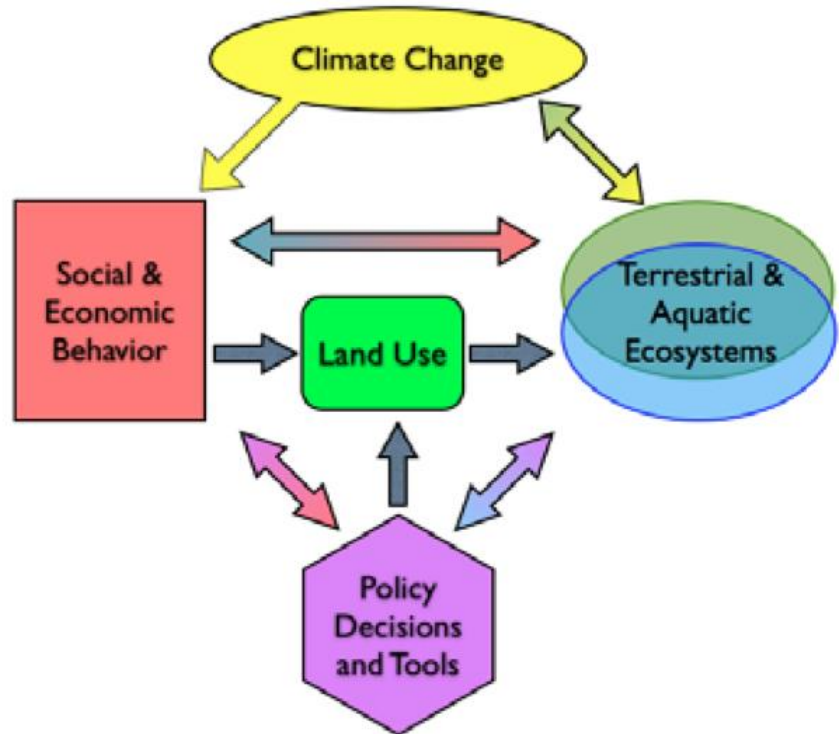 Climate Change
Social &
Economic
Behavior
Land Use
Terrestrial &
Aquatic
Ecosystems
Policy
Decisions
and Tools